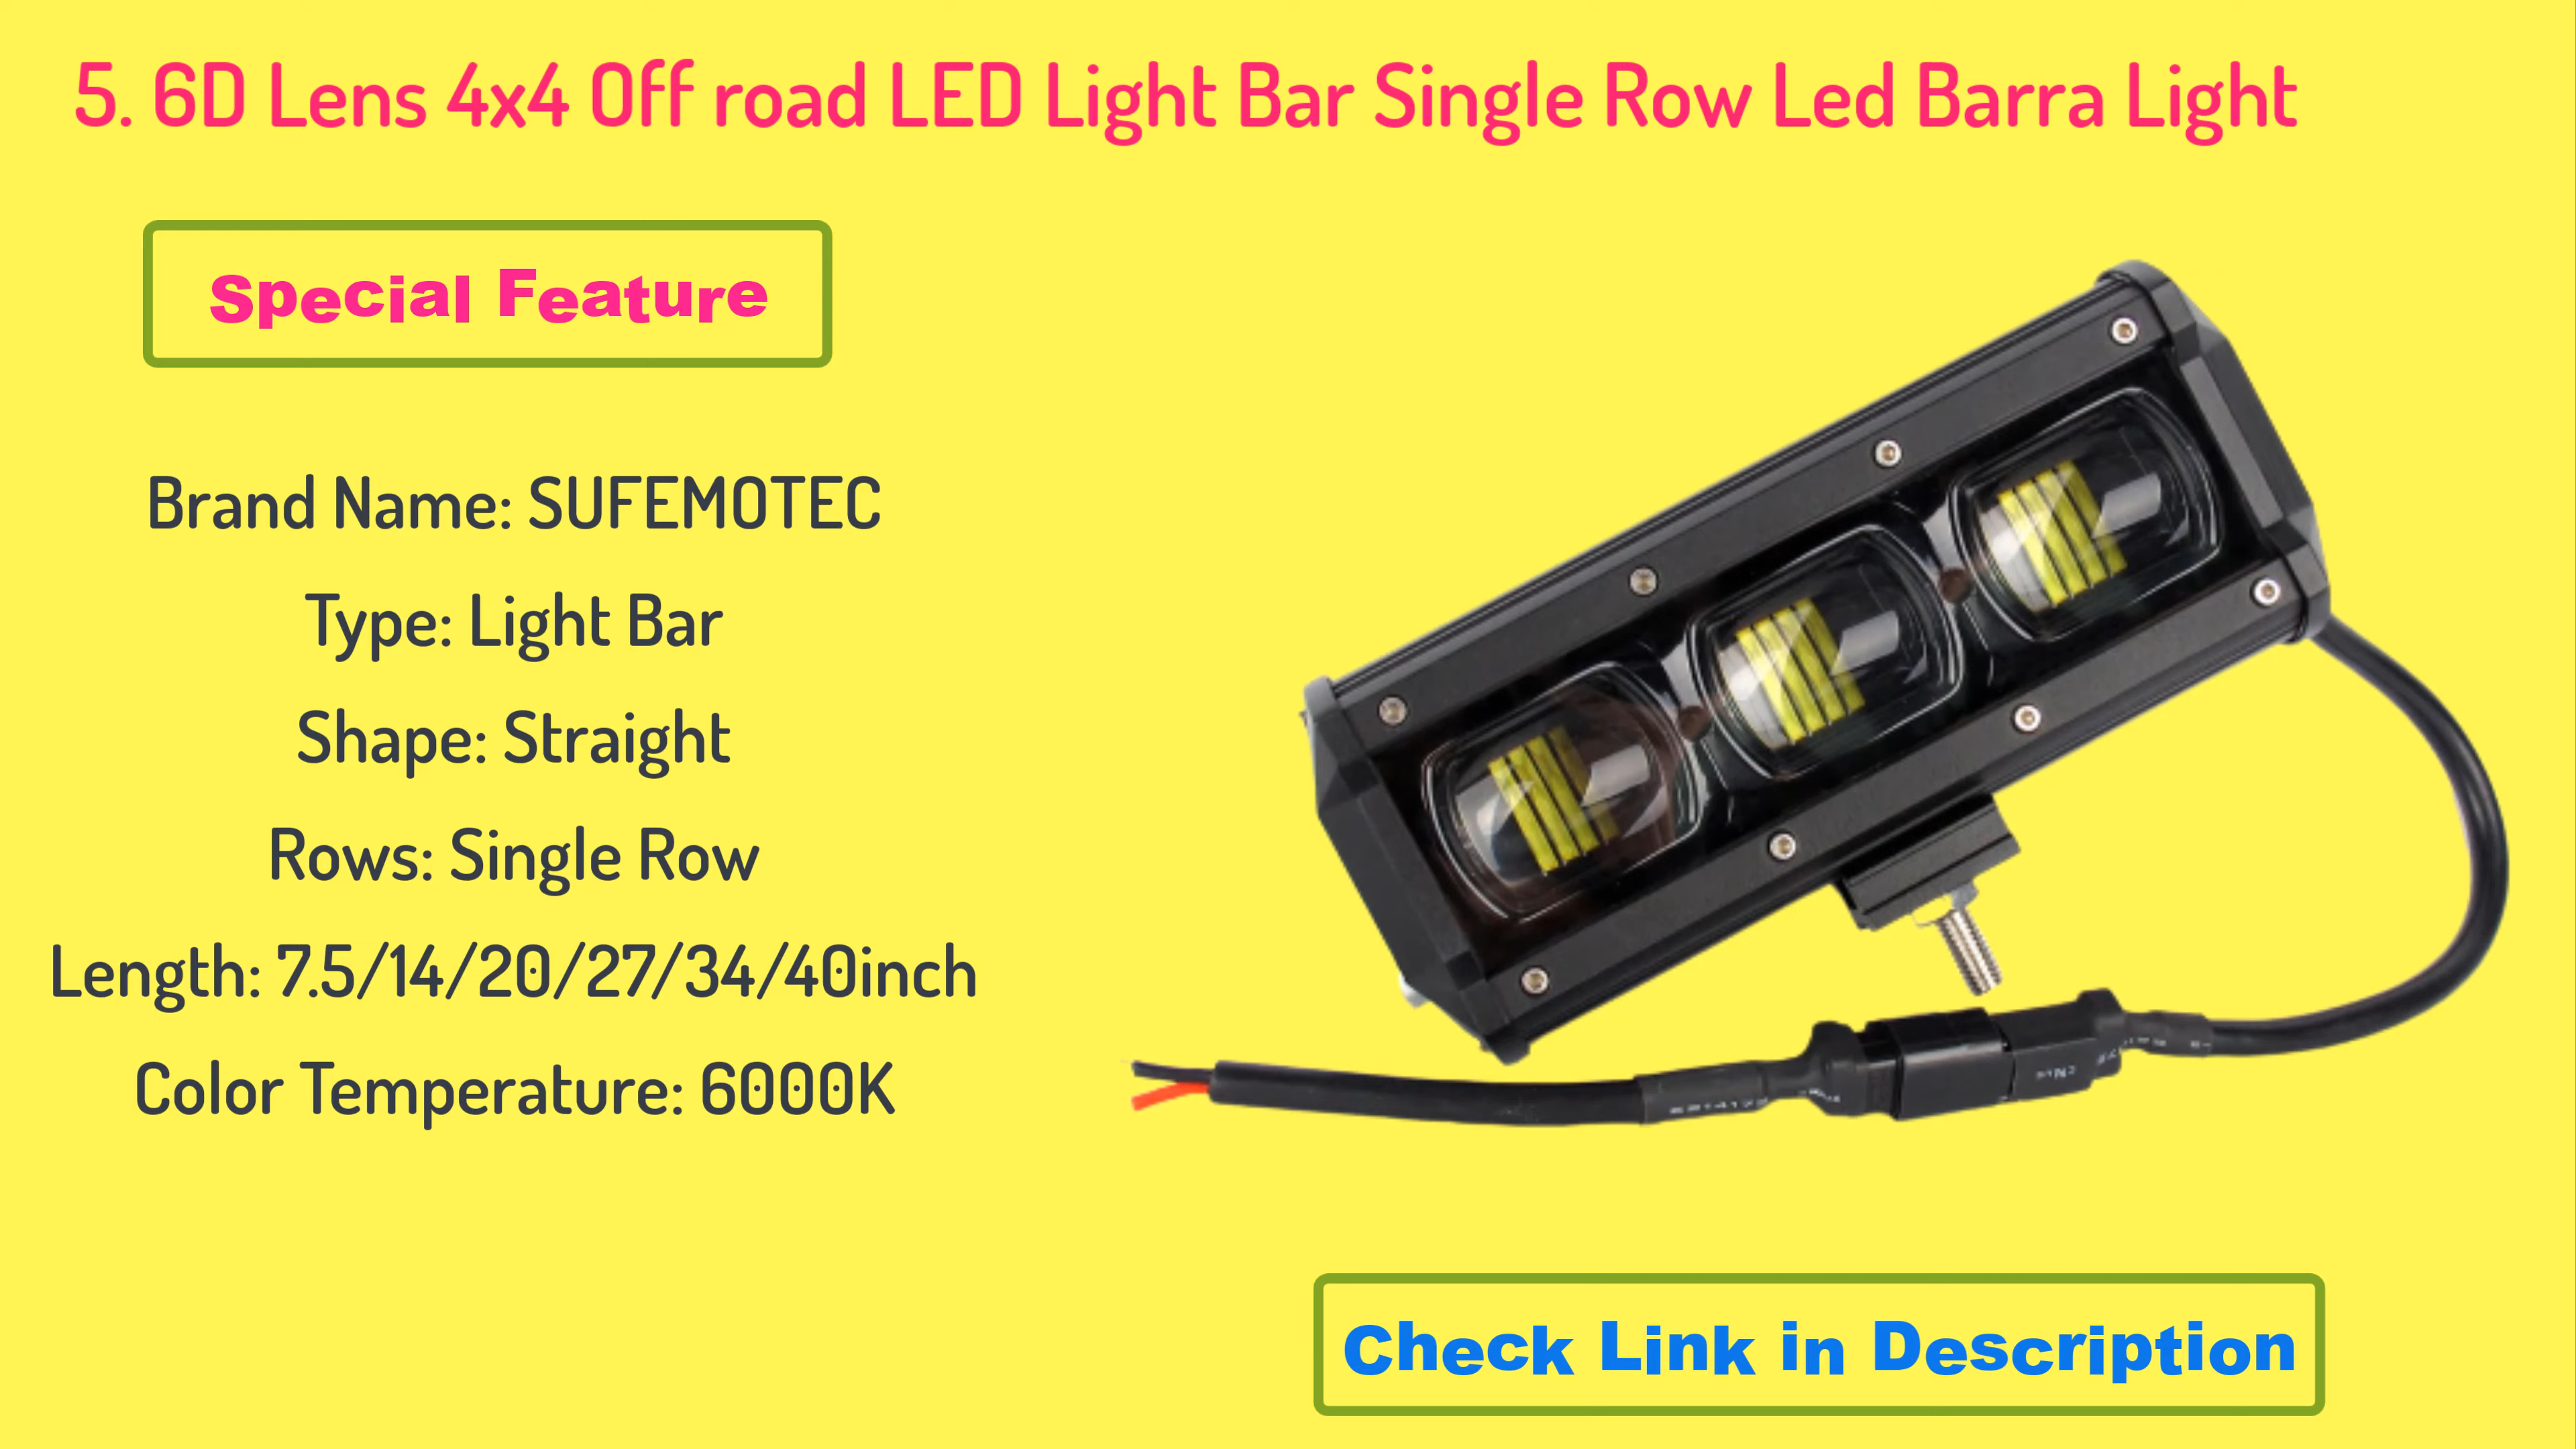 5. 6D Lens 4x4 Off road LED Light Bar Single Row Led Barra Light
Special Feature
Brand Name: SUFEMOTEC
Type: Light Bar
Shape: Straight
Rows: Single Row
Length: 7.5/14/20/27/34/40inch
Color Temperature: 6000K
Check Link in Description